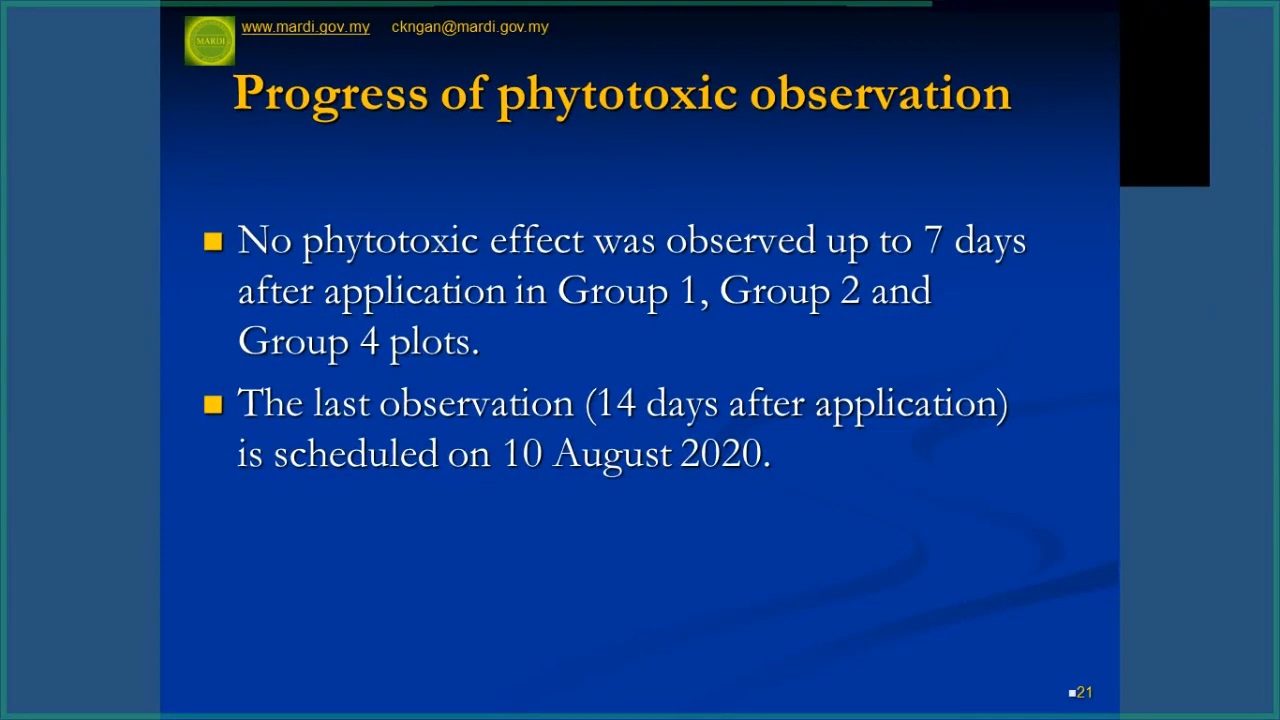 www.mardi.gov.my ckngan@mardi.gov.my
MARDI
Progress of phytotoxic observation
No phytotoxic effect was observed up to 7 days
after application in Group 1, Group 2 and
Group 4 plots.
The last observation (14 days after application)
is scheduled on 10 August 2020.
21